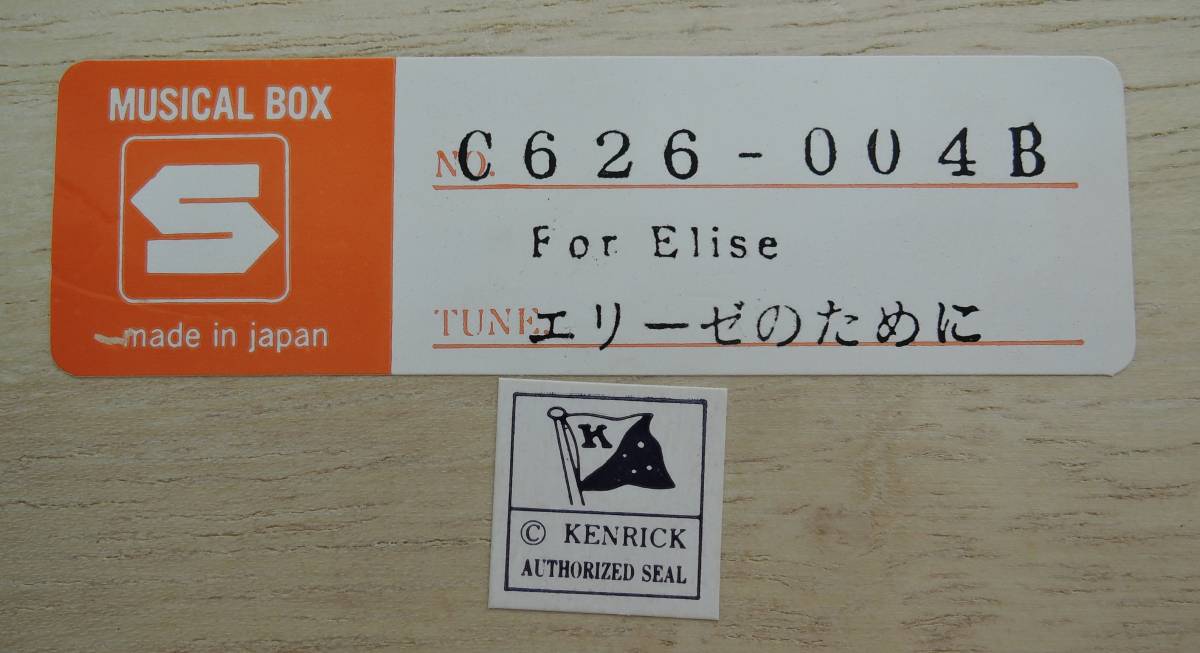 MUSICAL BOX
S
made in japan
NO. C626-004B
For Elise
TUNE. エリーゼのために
K
© KENRICK
AUTHORIZED SEAL